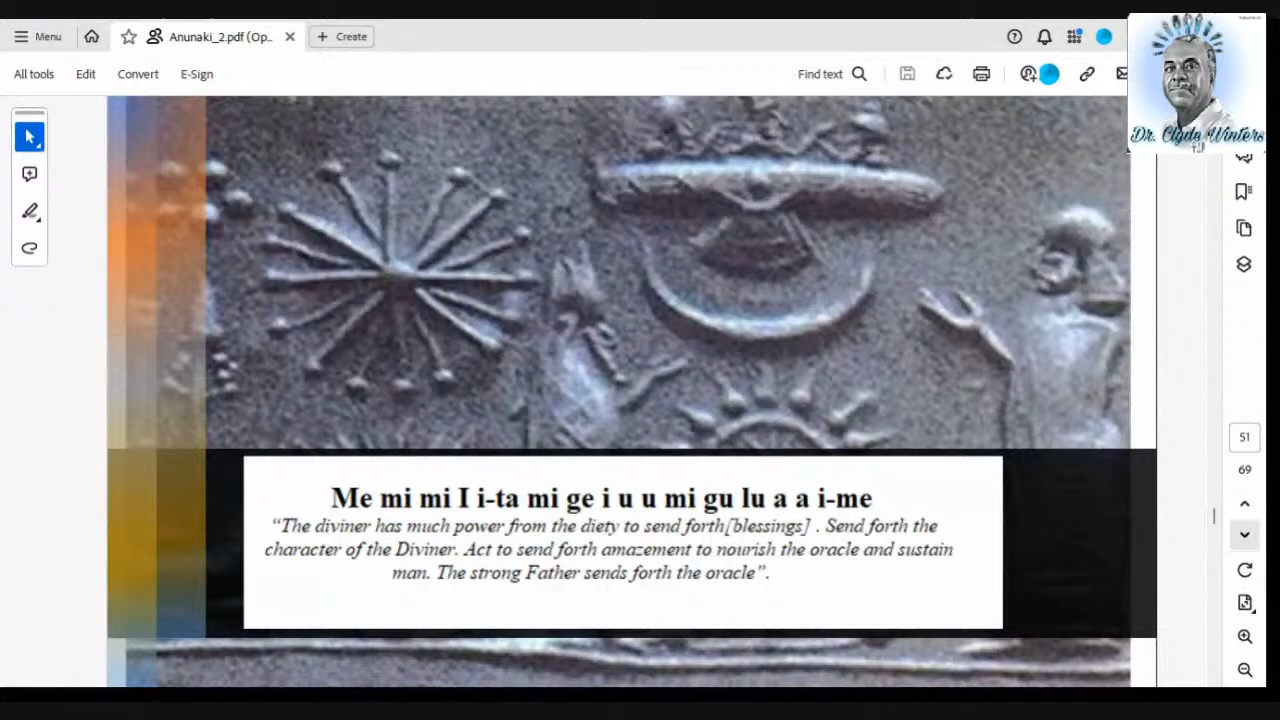 Menu
Anunaki_2.pdf (Op...
Create
All tools
Edit
Convert
E-Sign
Find text
Dr. Clyde Winters
Me mi mi I i-ta mi ge i u u mi gu lu a a i-me
“The diviner has much power from the diety to send forth[blessings] . Send forth the
character of the Diviner. Act to send forth amazement to nourish the oracle and sustain
man. The strong Father sends forth the oracle”.
51
69